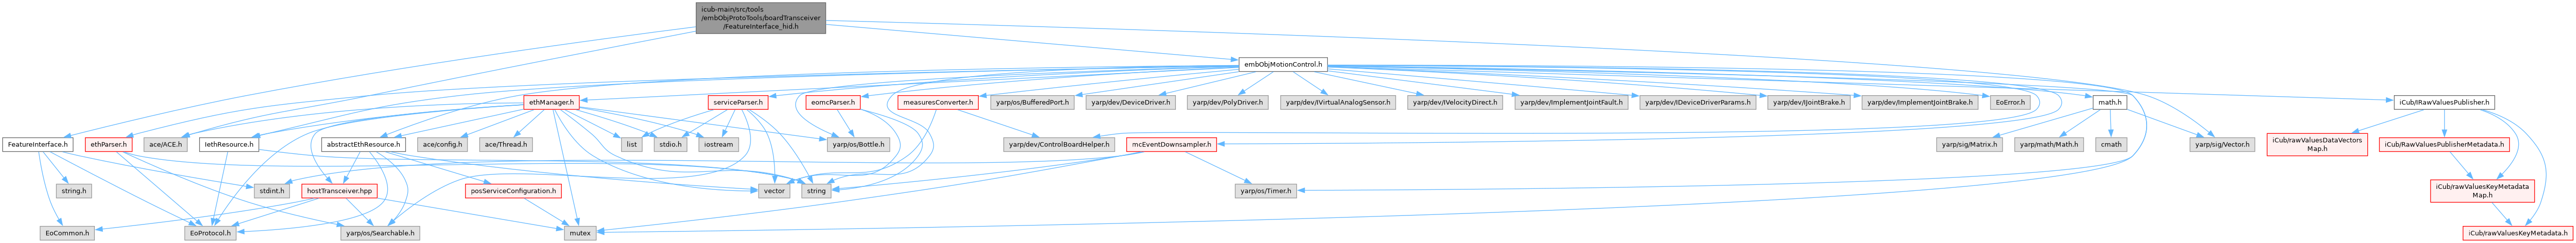 icub-main/src/tools
/embObjProtoTools/boardTransceiver
/FeatureInterface_hid.h
embObjMotionControl.h
ethManager.h
serviceParser.h
eomcParser.h
measuresConverter.h
yarp/os/BufferedPort.h
yarp/dev/DeviceDriver.h
yarp/dev/PolyDriver.h
yarp/dev/IVirtualAnalogSensor.h
yarp/dev/IVelocityDirect.h
yarp/dev/ImplementJointFault.h
yarp/dev/IDeviceDriverParams.h
yarp/dev/IJointBrake.h
yarp/dev/ImplementJointBrake.h
EoError.h
math.h
iCub/IRawValuesPublisher.h
FeatureInterface.h
ethParser.h
ace/ACE.h
IethResource.h
abstractEthResource.h
ace/config.h
ace/Thread.h
list
stdio.h
iostream
yarp/os/Bottle.h
yarp/dev/ControlBoardHelper.h
mcEventDownsampler.h
yarp/sig/Matrix.h
yarp/math/Math.h
cmath
yarp/sig/Vector.h
iCub/rawValuesDataVectors
Map.h
iCub/RawValuesPublisherMetadata.h
string.h
stdint.h
hostTransceiver.hpp
posServiceConfiguration.h
vector
string
yarp/os/Timer.h
iCub/rawValuesKeyMetadata
Map.h
EoCommon.h
EoProtocol.h
yarp/os/Searchable.h
mutex
iCub/rawValuesKeyMetadata.h